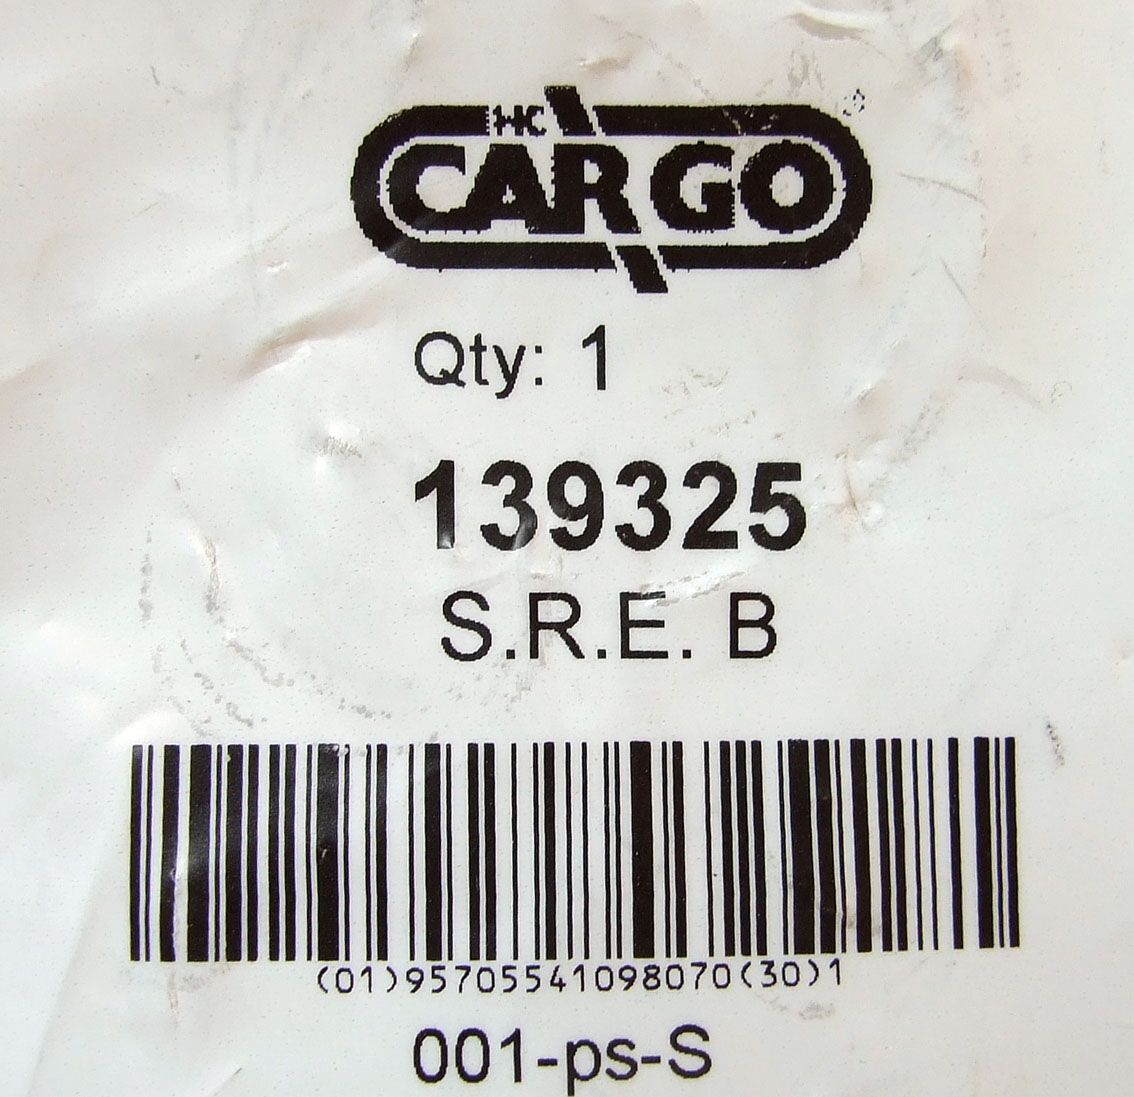 HC
CARGO
Qty: 1
139325
S.R.E. B
(01)95705541098070(30)1
001-ps-S